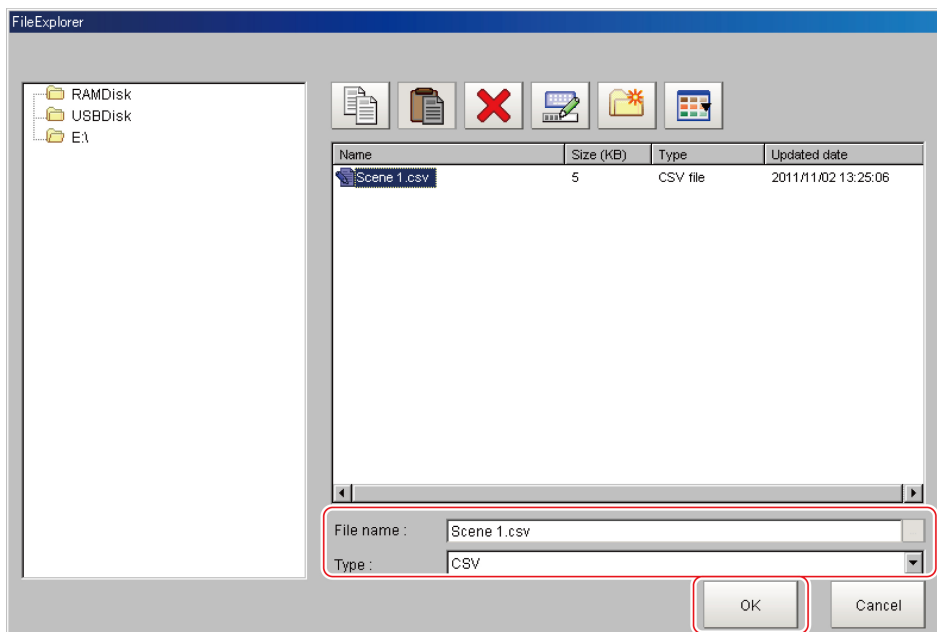 FileExplorer
RAMDisk
USBDisk
E:\
Name Size (KB) Type Updated date
Scene 1.csv 5 CSV file 2011/11/02 13:25:06
File name : Scene 1.csv
Type : CSV
OK Cancel